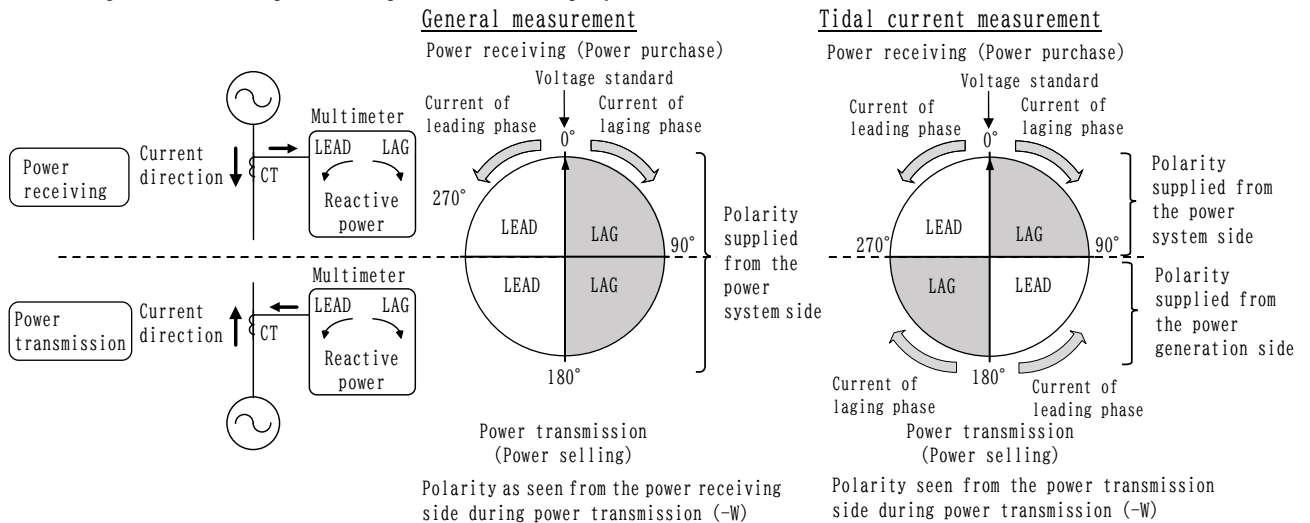 General measurement
Power receiving (Power purchase)
Voltage standard
Current of
leading phase
Current of
laging phase
0°
270°
90°
180°
LEAD
LAG
LEAD
LAG
Polarity
supplied
from the
power
system side
Power transmission
(Power selling)
Polarity as seen from the power receiving
side during power transmission (-W)
Tidal current measurement
Power receiving (Power purchase)
Voltage standard
Current of
leading phase
Current of
laging phase
0°
270°
90°
180°
LEAD
LAG
LAG
LEAD
Polarity
supplied from
the power
system side
Polarity
supplied from
the power
generation side
Current of
laging phase
Current of
leading phase
Power transmission
(Power selling)
Polarity seen from the power transmission
side during power transmission (-W)
Power
receiving
Current
direction
CT
Multimeter
LEAD LAG
Reactive
power
Power
transmission
Current
direction
CT
Multimeter
LEAD LAG
Reactive
power